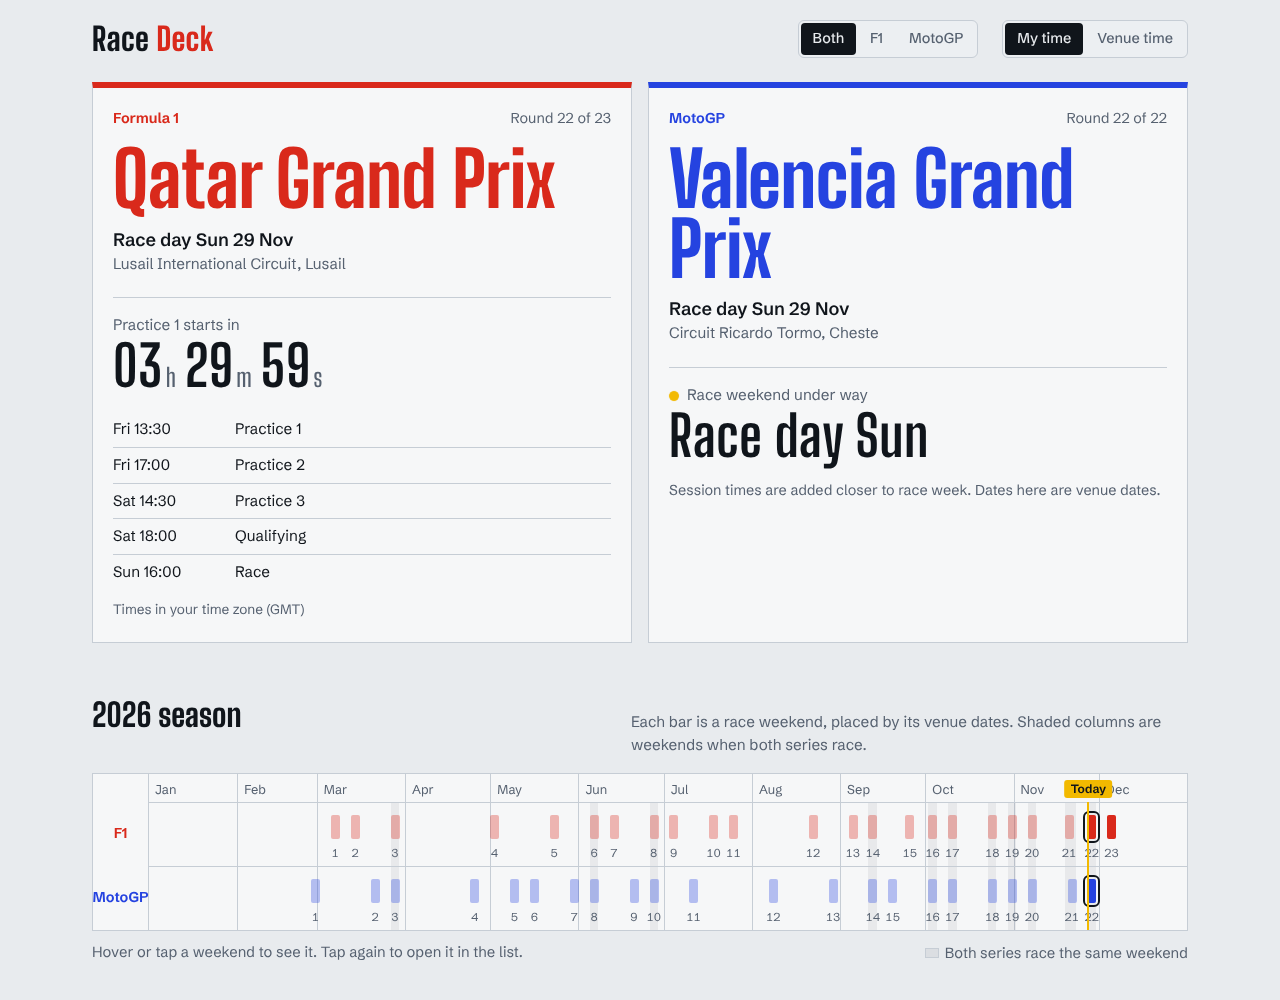 Race Deck
Both F1 MotoGP My time Venue time
Formula 1 Round 22 of 23
Qatar Grand Prix
Race day Sun 29 Nov
Lusail International Circuit, Lusail
Practice 1 starts in
03 h 29 m 59 s
Fri 13:30 Practice 1
Fri 17:00 Practice 2
Sat 14:30 Practice 3
Sat 18:00 Qualifying
Sun 16:00 Race
Times in your time zone (GMT)
MotoGP Round 22 of 22
Valencia Grand
Prix
Race day Sun 29 Nov
Circuit Ricardo Tormo, Cheste
Race weekend under way
Race day Sun
Session times are added closer to race week. Dates here are venue dates.
2026 season
Each bar is a race weekend, placed by its venue dates. Shaded columns are
weekends when both series race.
Jan Feb Mar Apr May Jun Jul Aug Sep Oct Nov Today Dec
F1
1 2 3 4 5 6 7 8 9 10 11 12 13 14 15 16 17 18 19 20 21 22 23
MotoGP
1 2 3 4 5 6 7 8 9 10 11 12 13 14 15 16 17 18 19 20 21 22
Hover or tap a weekend to see it. Tap again to open it in the list.
Both series race the same weekend